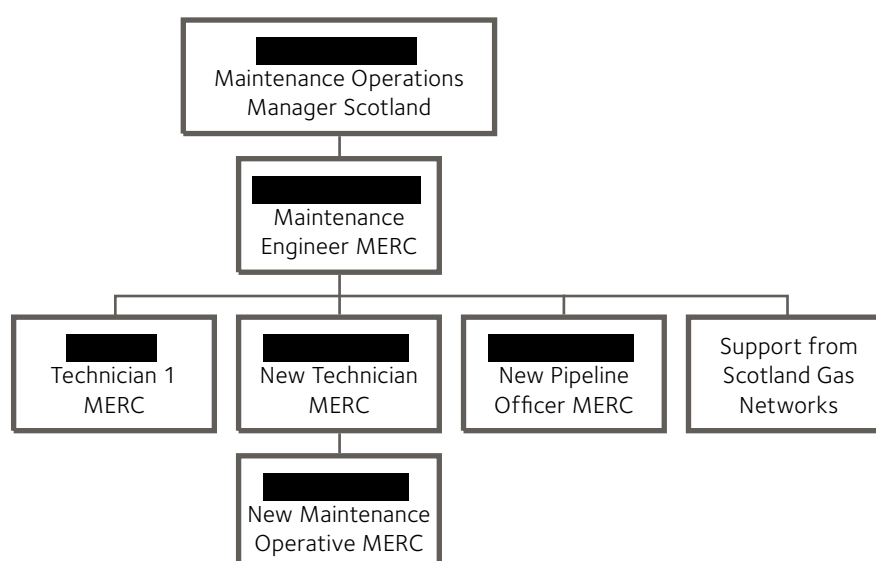 Maintenance Operations
Manager Scotland
Maintenance
Engineer MERC
Technician 1
MERC
New Technician
MERC
New Pipeline
Officer MERC
Support from
Scotland Gas
Networks
New Maintenance
Operative MERC